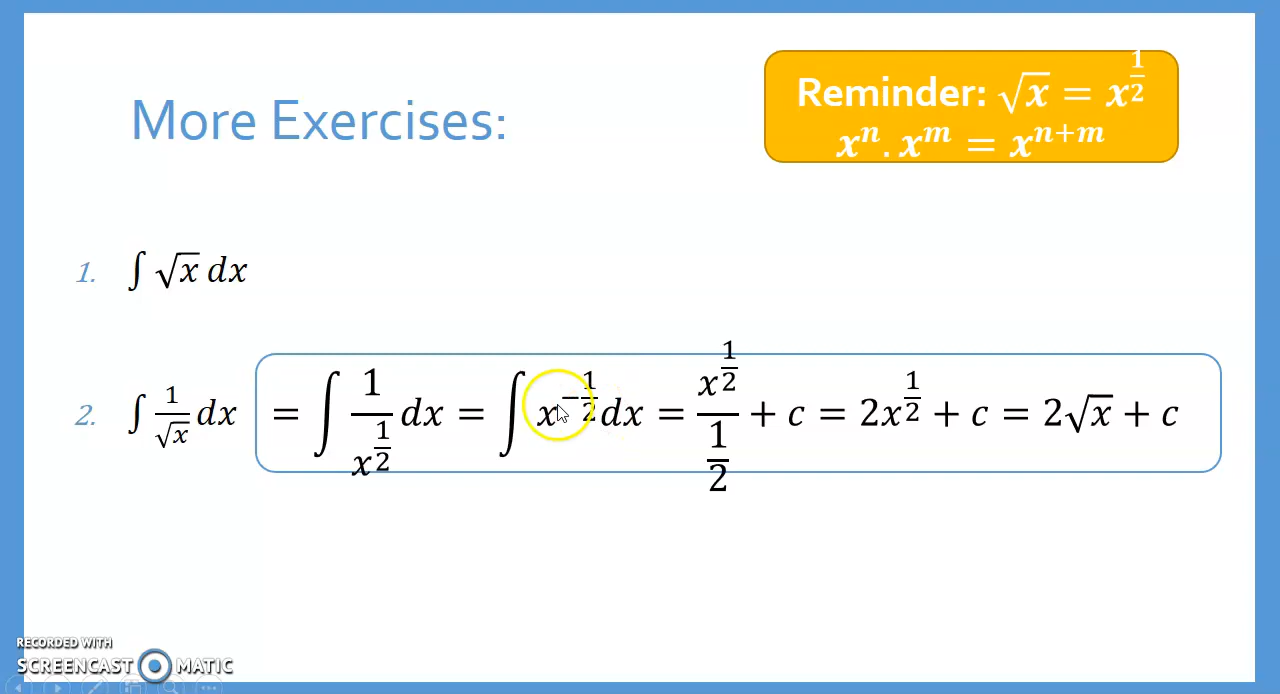 Reminder: √x = x^(1/2)
x^n . x^m = x^(n+m)
More Exercises:
1. ∫ √x dx
2. ∫ 1/√x dx = ∫ 1/x^(1/2) dx = ∫ x^(-1/2) dx = x^(1/2)/(1/2) + c = 2x^(1/2) + c = 2√x + c
RECORDED WITH
SCREENCAST MATIC